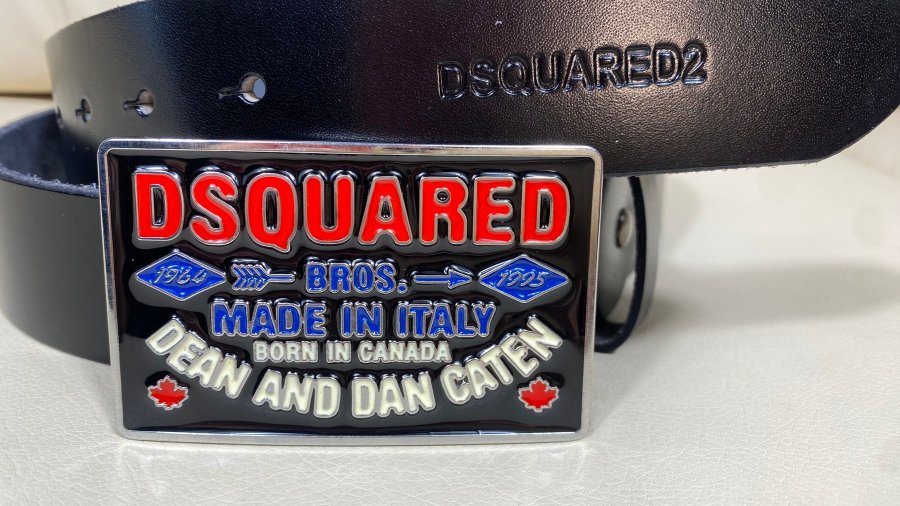 DSQUARED2
DSQUARED
1964 BROS. 1995
MADE IN ITALY
BORN IN CANADA
DEAN AND DAN CATEN